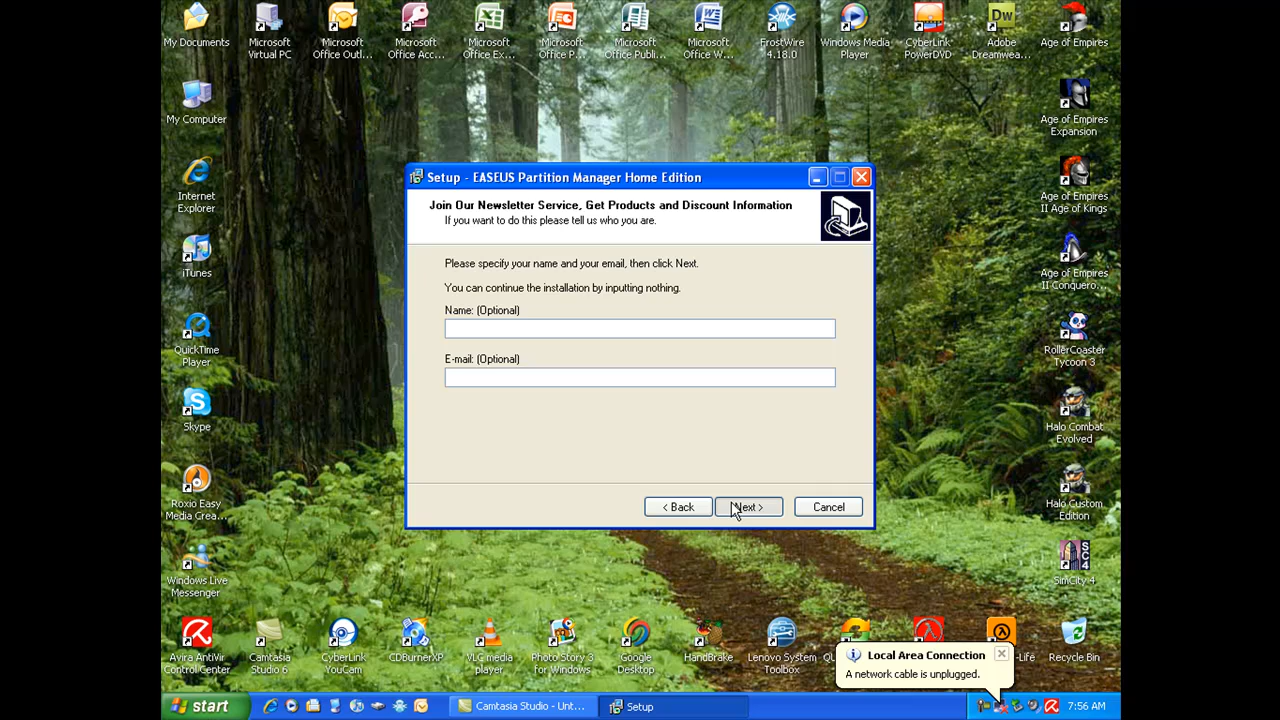 My Documents
Microsoft
Virtual PC
Microsoft
Office Outl...
Microsoft
Office Acc...
Microsoft
Office Ex...
Microsoft
Office P...
Microsoft
Office Publi...
Microsoft
Office W...
FrostWire
4.18.0
Windows Media
Player
CyberLink
PowerDVD
Dw
Adobe
Dreamwea...
Age of Empires
My Computer
Age of Empires
Expansion
Internet
Explorer
Age of Empires
II Age of Kings
iTunes
Age of Empires
II Conquero...
QuickTime
Player
RollerCoaster
Tycoon 3
Skype
Halo Combat
Evolved
Roxio Easy
Media Crea...
Halo Custom
Edition
Windows Live
Messenger
SC4
SimCity 4
Setup - EASEUS Partition Manager Home Edition
Join Our Newsletter Service, Get Products and Discount Information
If you want to do this please tell us who you are.
Please specify your name and your email, then click Next.
You can continue the installation by inputting nothing.
Name: (Optional)
E-mail: (Optional)
< Back
Next >
Cancel
Avira AntiVir
Control Center
Camtasia
Studio 6
CyberLink
YouCam
CDBurnerXP
VLC media
player
Photo Story 3
for Windows
Google
Desktop
HandBrake
Lenovo System
Toolbox
-Life
Recycle Bin
Local Area Connection
A network cable is unplugged.
start
Camtasia Studio - Unt...
Setup
7:56 AM